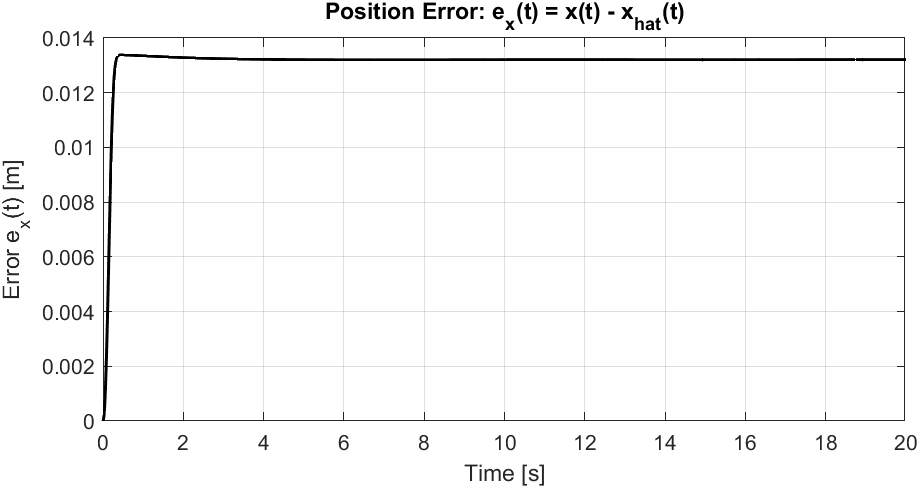 Position Error: e_x(t) = x(t) - x_hat(t)
0.014
0.012
0.01
0.008
0.006
0.004
0.002
0
Error e_x(t) [m]
0 2 4 6 8 10 12 14 16 18 20
Time [s]